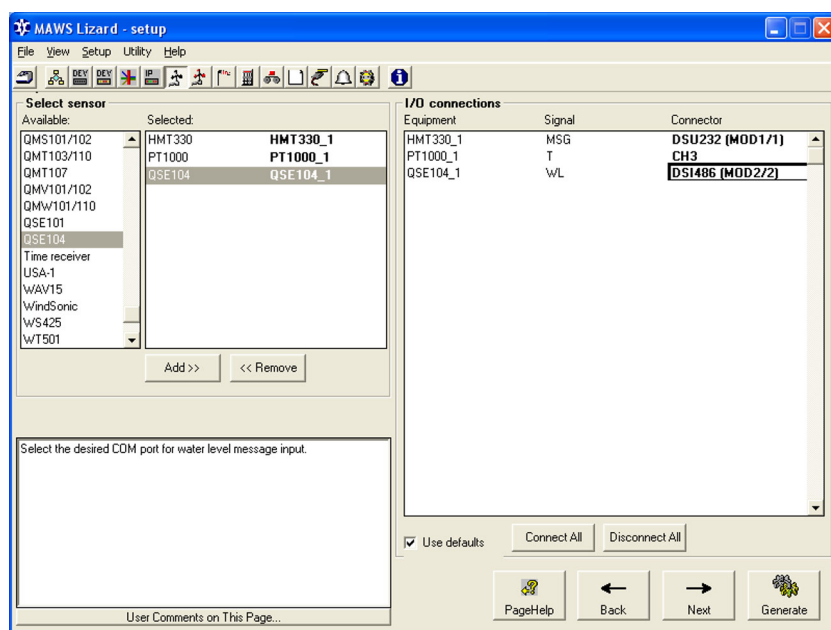 MAWS Lizard - setup
File View Setup Utility Help
DEV DEV IP
Select sensor
Available: Selected:
QMS101/102
QMT103/110
QMT107
QMV101/102
QMW101/110
QSE101
QSE104
Time receiver
USA-1
WAV15
WindSonic
WS425
WT501
HMT330 HMT330_1
PT1000 PT1000_1
QSE104 QSE104_1
Add >> << Remove
Select the desired COM port for water level message input.
User Comments on This Page...
I/O connections
Equipment Signal Connector
HMT330_1 MSG DSU232 (MOD1/1)
PT1000_1 T CH3
QSE104_1 WL DSI486 (MOD2/2)
Use defaults Connect All Disconnect All
PageHelp Back Next Generate